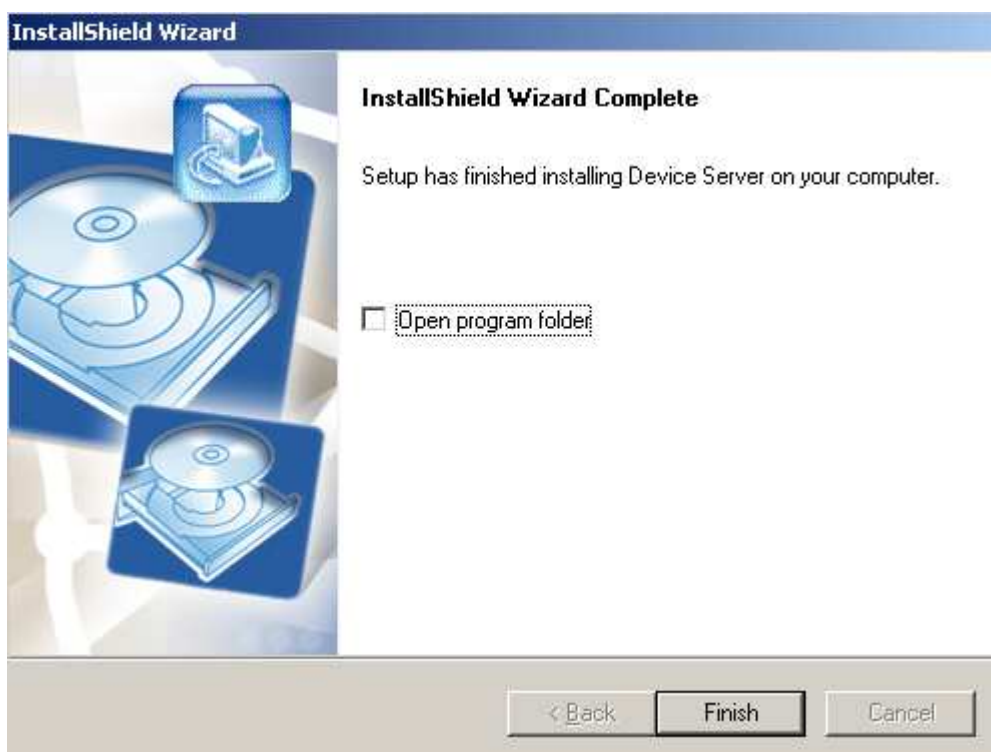 InstallShield Wizard
InstallShield Wizard Complete
Setup has finished installing Device Server on your computer.
Open program folder
< Back
Finish
Cancel